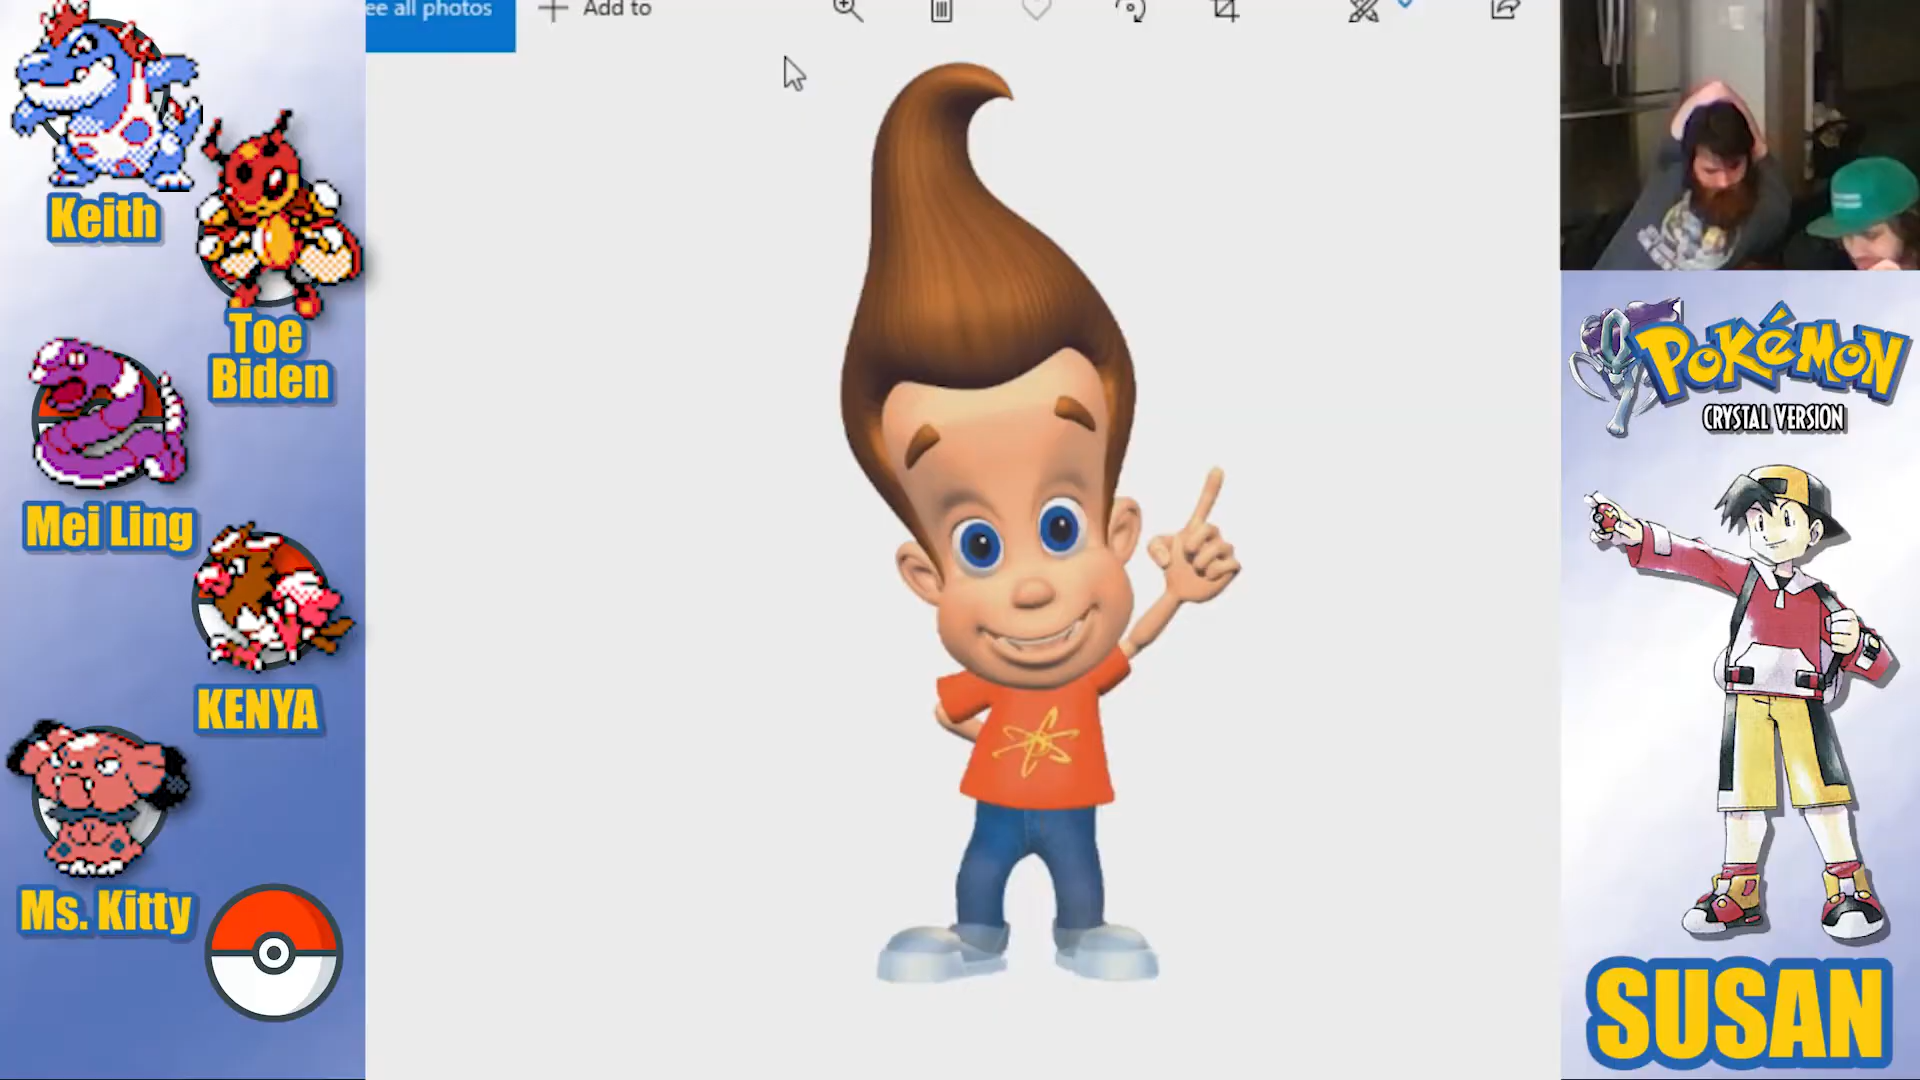 ee all photos
Add to
Keith
Toe
Biden
Mei Ling
KENYA
Ms. Kitty
POKéMON
CRYSTAL VERSION
SUSAN